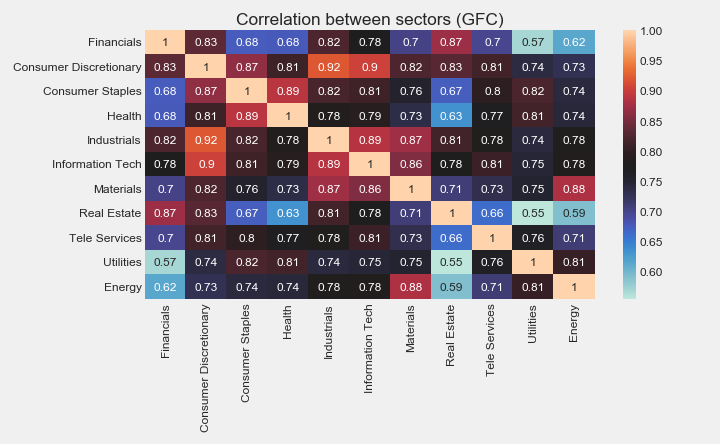 Correlation between sectors (GFC)
Financials 1 0.83 0.68 0.68 0.82 0.78 0.7 0.87 0.7 0.57 0.62
Consumer Discretionary 0.83 1 0.87 0.81 0.92 0.9 0.82 0.83 0.81 0.74 0.73
Consumer Staples 0.68 0.87 1 0.89 0.82 0.81 0.76 0.67 0.8 0.82 0.74
Health 0.68 0.81 0.89 1 0.78 0.79 0.73 0.63 0.77 0.81 0.74
Industrials 0.82 0.92 0.82 0.78 1 0.89 0.87 0.81 0.78 0.74 0.78
Information Tech 0.78 0.9 0.81 0.79 0.89 1 0.86 0.78 0.81 0.75 0.78
Materials 0.7 0.82 0.76 0.73 0.87 0.86 1 0.71 0.73 0.75 0.88
Real Estate 0.87 0.83 0.67 0.63 0.81 0.78 0.71 1 0.66 0.55 0.59
Tele Services 0.7 0.81 0.8 0.77 0.78 0.81 0.73 0.66 1 0.76 0.71
Utilities 0.57 0.74 0.82 0.81 0.74 0.75 0.75 0.55 0.76 1 0.81
Energy 0.62 0.73 0.74 0.74 0.78 0.78 0.88 0.59 0.71 0.81 1
Financials
Consumer Discretionary
Consumer Staples
Health
Industrials
Information Tech
Materials
Real Estate
Tele Services
Utilities
Energy
1.00
0.95
0.90
0.85
0.80
0.75
0.70
0.65
0.60